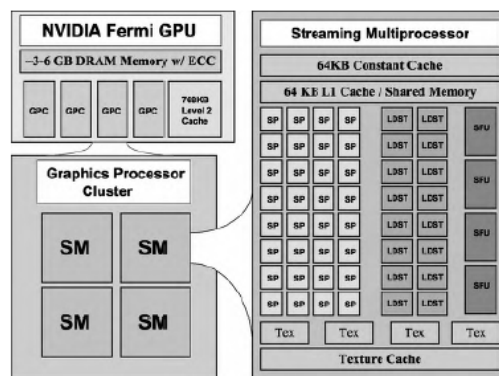 NVIDIA Fermi GPU
~3-6 GB DRAM Memory w/ ECC
GPC GPC GPC GPC
768KB
Level 2
Cache
Graphics Processor
Cluster
SM SM
SM SM
Streaming Multiprocessor
64KB Constant Cache
64 KB L1 Cache / Shared Memory
SP SP SP SP LDST LDST
SP SP SP SP LDST LDST
SP SP SP SP LDST LDST
SP SP SP SP LDST LDST
SP SP SP SP LDST LDST
SP SP SP SP LDST LDST
SP SP SP SP LDST LDST
SP SP SP SP LDST LDST
SFU
SFU
SFU
SFU
Tex Tex Tex Tex
Texture Cache